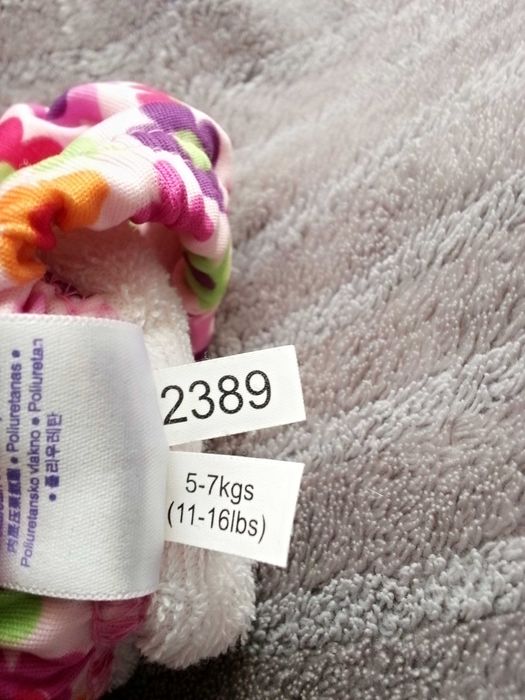 2389
5-7kgs
(11-16lbs)
• Poliuretanas •
Poliuretansko vlakno • Poliuretan
• 폴리우레탄